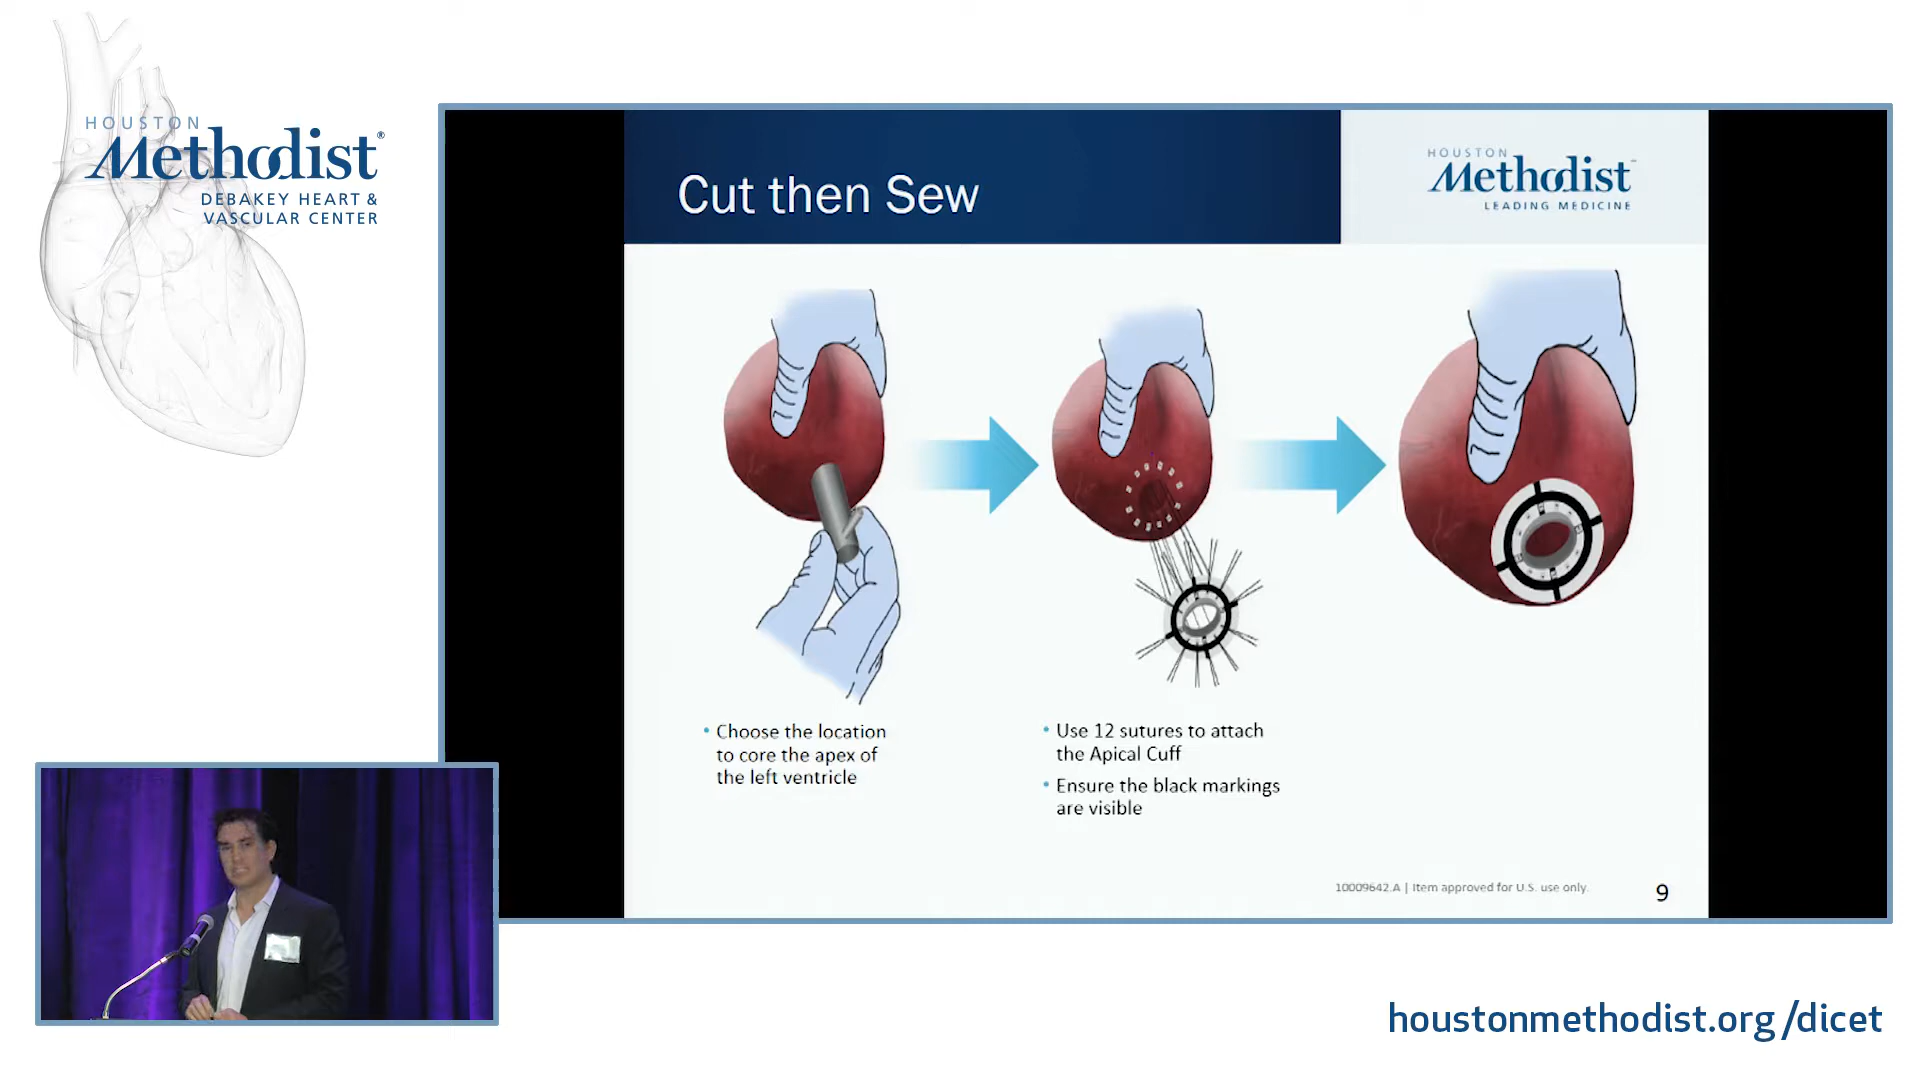 HOUSTON
Methodist®
DEBAKEY HEART &
VASCULAR CENTER
Cut then Sew
HOUSTON
Methodist
LEADING MEDICINE
• Choose the location
to core the apex of
the left ventricle
• Use 12 sutures to attach
the Apical Cuff
• Ensure the black markings
are visible
10009642.A | Item approved for U.S. use only.
9
houstonmethodist.org/dicet